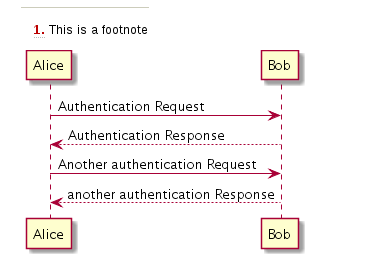 1. This is a footnote
Alice Bob
Authentication Request
Authentication Response
Another authentication Request
another authentication Response
Alice Bob